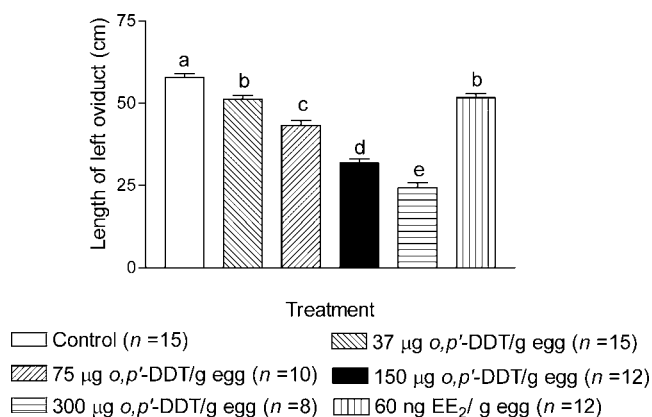 Length of left oviduct (cm)
75
50
25
0
a
b
c
d
e
b
Treatment
Control (n =15)
37 μg o,p'-DDT/g egg (n =15)
75 μg o,p'-DDT/g egg (n =10)
150 μg o,p'-DDT/g egg (n =12)
300 μg o,p'-DDT/g egg (n =8)
60 ng EE₂/ g egg (n =12)